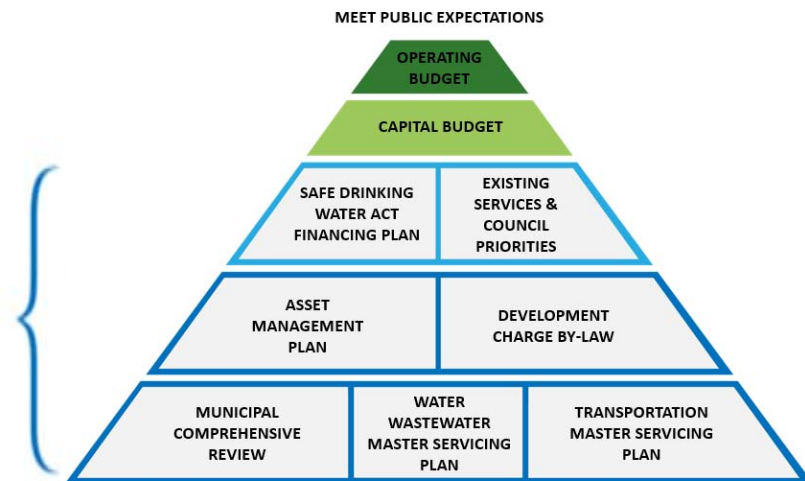 MEET PUBLIC EXPECTATIONS
OPERATING
BUDGET
CAPITAL BUDGET
SAFE DRINKING
WATER ACT
FINANCING PLAN
EXISTING
SERVICES &
COUNCIL
PRIORITIES
ASSET
MANAGEMENT
PLAN
DEVELOPMENT
CHARGE BY-LAW
MUNICIPAL
COMPREHENSIVE
REVIEW
WATER
WASTEWATER
MASTER SERVICING
PLAN
TRANSPORTATION
MASTER SERVICING
PLAN